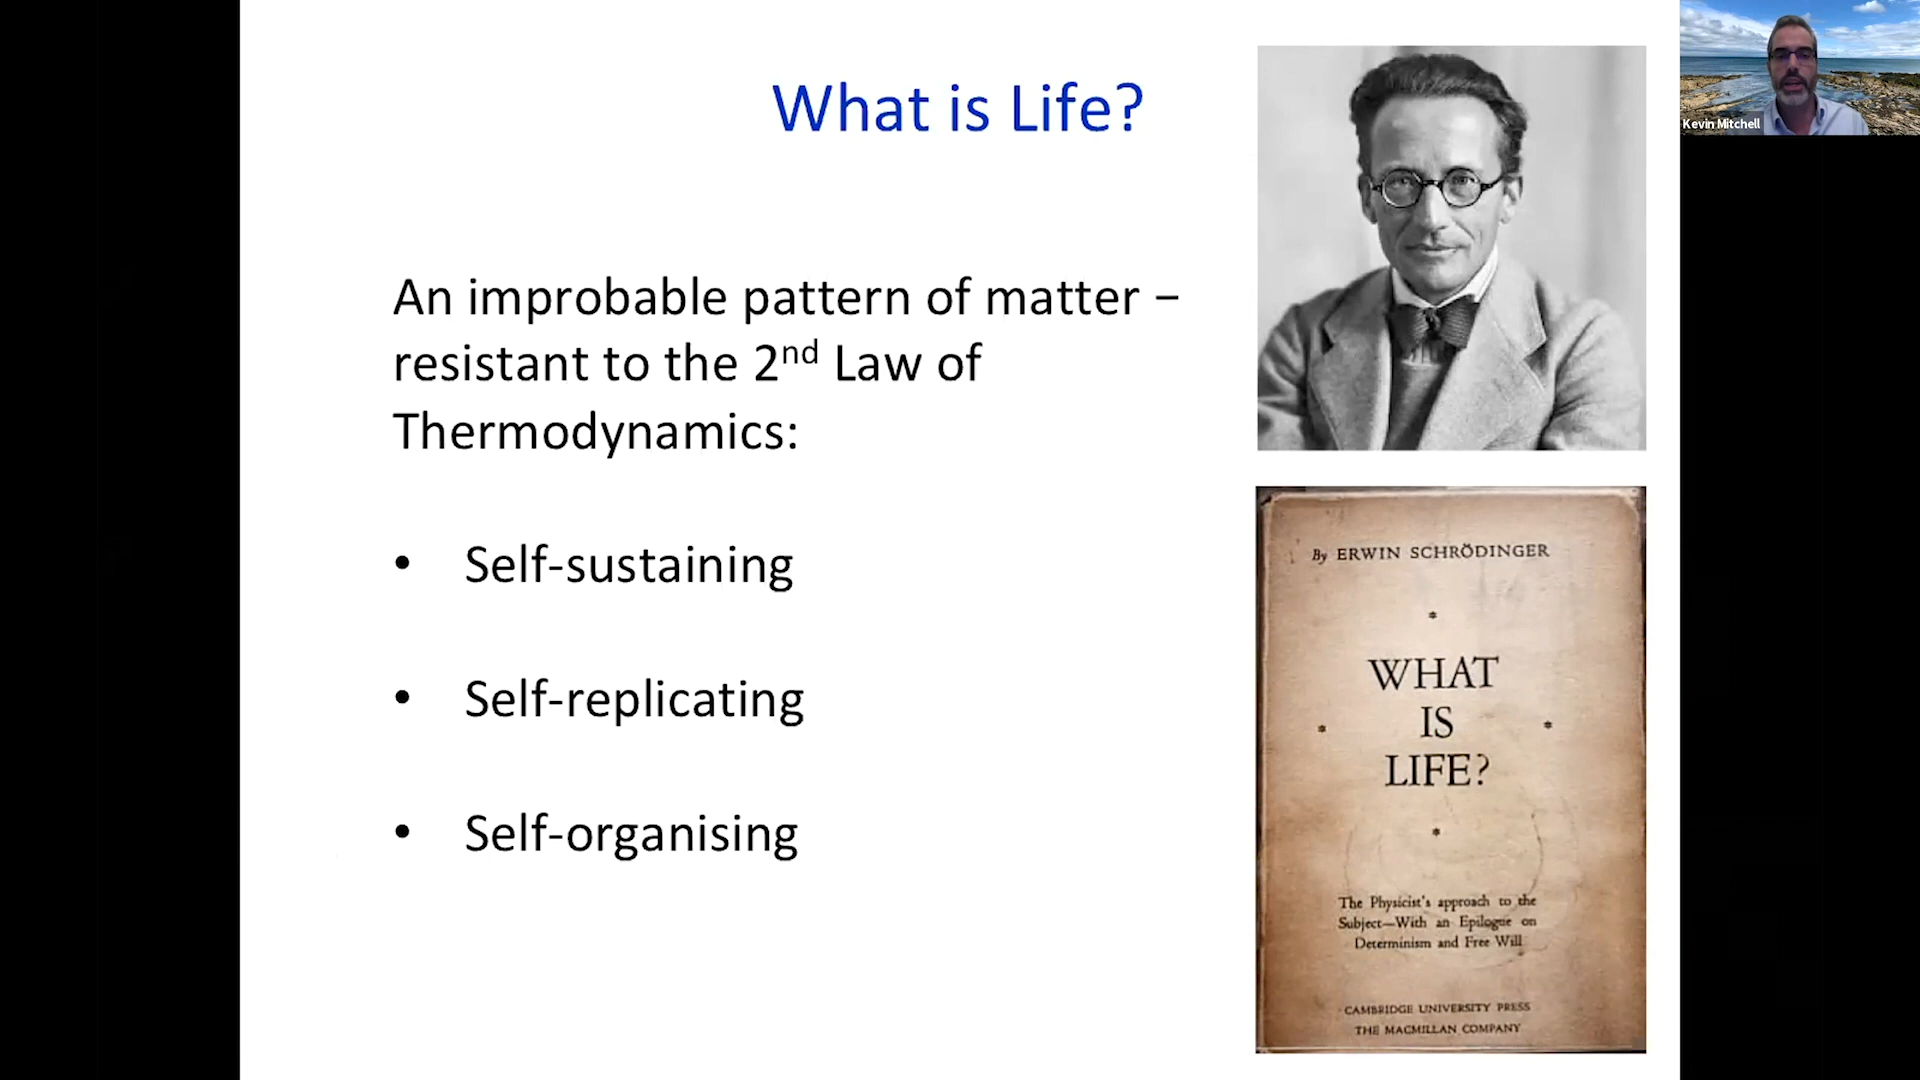 What is Life?
An improbable pattern of matter –
resistant to the 2nd Law of
Thermodynamics:
• Self-sustaining
• Self-replicating
• Self-organising
By ERWIN SCHRÖDINGER
*
WHAT
* IS *
LIFE?
*
The Physicist's approach to the
Subject—With an Epilogue on
Determinism and Free Will
CAMBRIDGE UNIVERSITY PRESS
THE MACMILLAN COMPANY
Kevin Mitchell